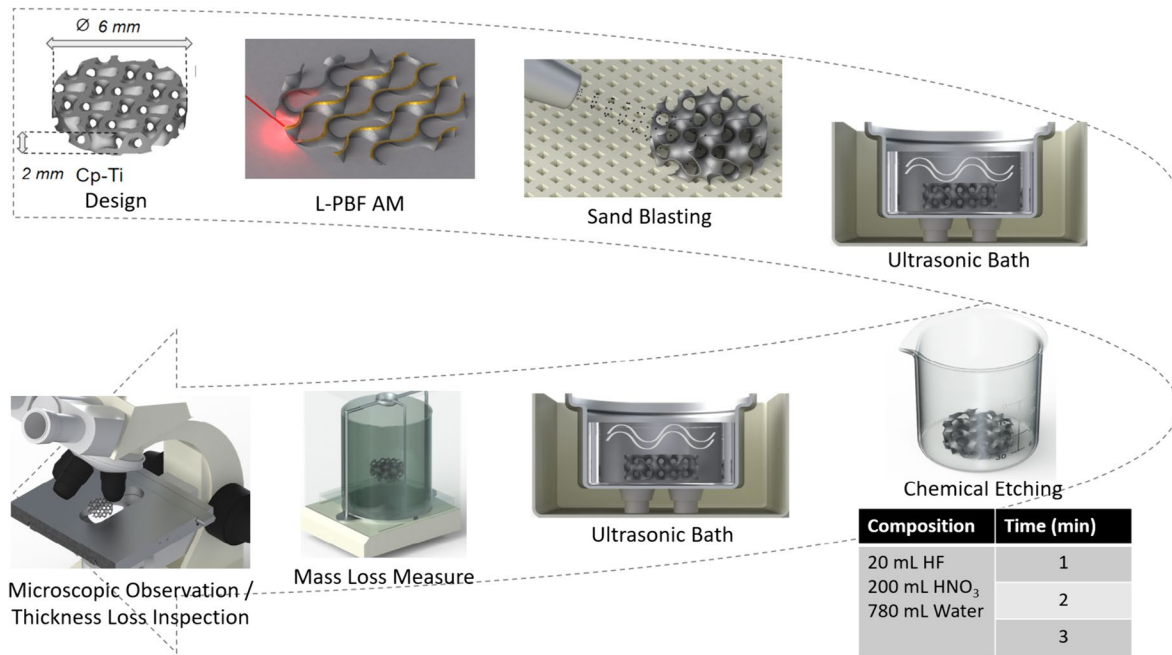 Ø 6 mm
2 mm
Cp-Ti
Design
L-PBF AM
Sand Blasting
Ultrasonic Bath
Chemical Etching
Composition Time (min)
20 mL HF
200 mL HNO₃
780 mL Water
1
2
3
Ultrasonic Bath
Mass Loss Measure
Microscopic Observation /
Thickness Loss Inspection